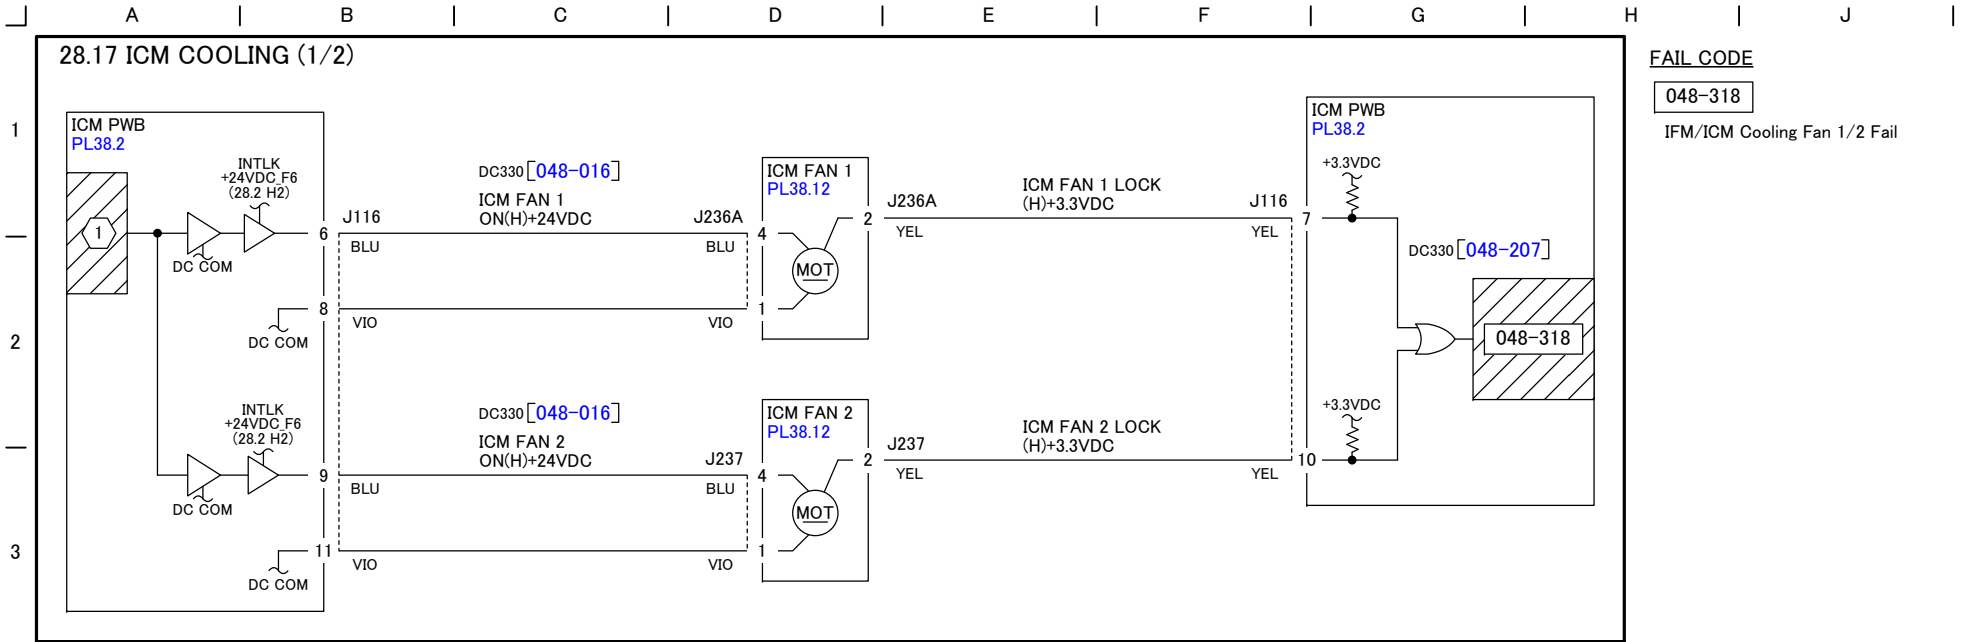 A B C D E F G H J
28.17 ICM COOLING (1/2)
FAIL CODE
048-318
IFM/ICM Cooling Fan 1/2 Fail
1
2
3
ICM PWB
PL38.2
1
INTLK
+24VDC_F6
(28.2 H2)
DC COM
6
J116
BLU
8
VIO
DC COM
DC330 [048-016]
ICM FAN 1
ON(H)+24VDC
J236A
BLU
VIO
ICM FAN 1
PL38.12
4
MOT
1
2
J236A
YEL
ICM FAN 1 LOCK
(H)+3.3VDC
J116
YEL
7
ICM PWB
PL38.2
+3.3VDC
DC330 [048-207]
048-318
INTLK
+24VDC_F6
(28.2 H2)
DC COM
9
BLU
11
VIO
DC COM
DC330 [048-016]
ICM FAN 2
ON(H)+24VDC
J237
BLU
VIO
ICM FAN 2
PL38.12
4
MOT
1
2
J237
YEL
ICM FAN 2 LOCK
(H)+3.3VDC
YEL
10
+3.3VDC